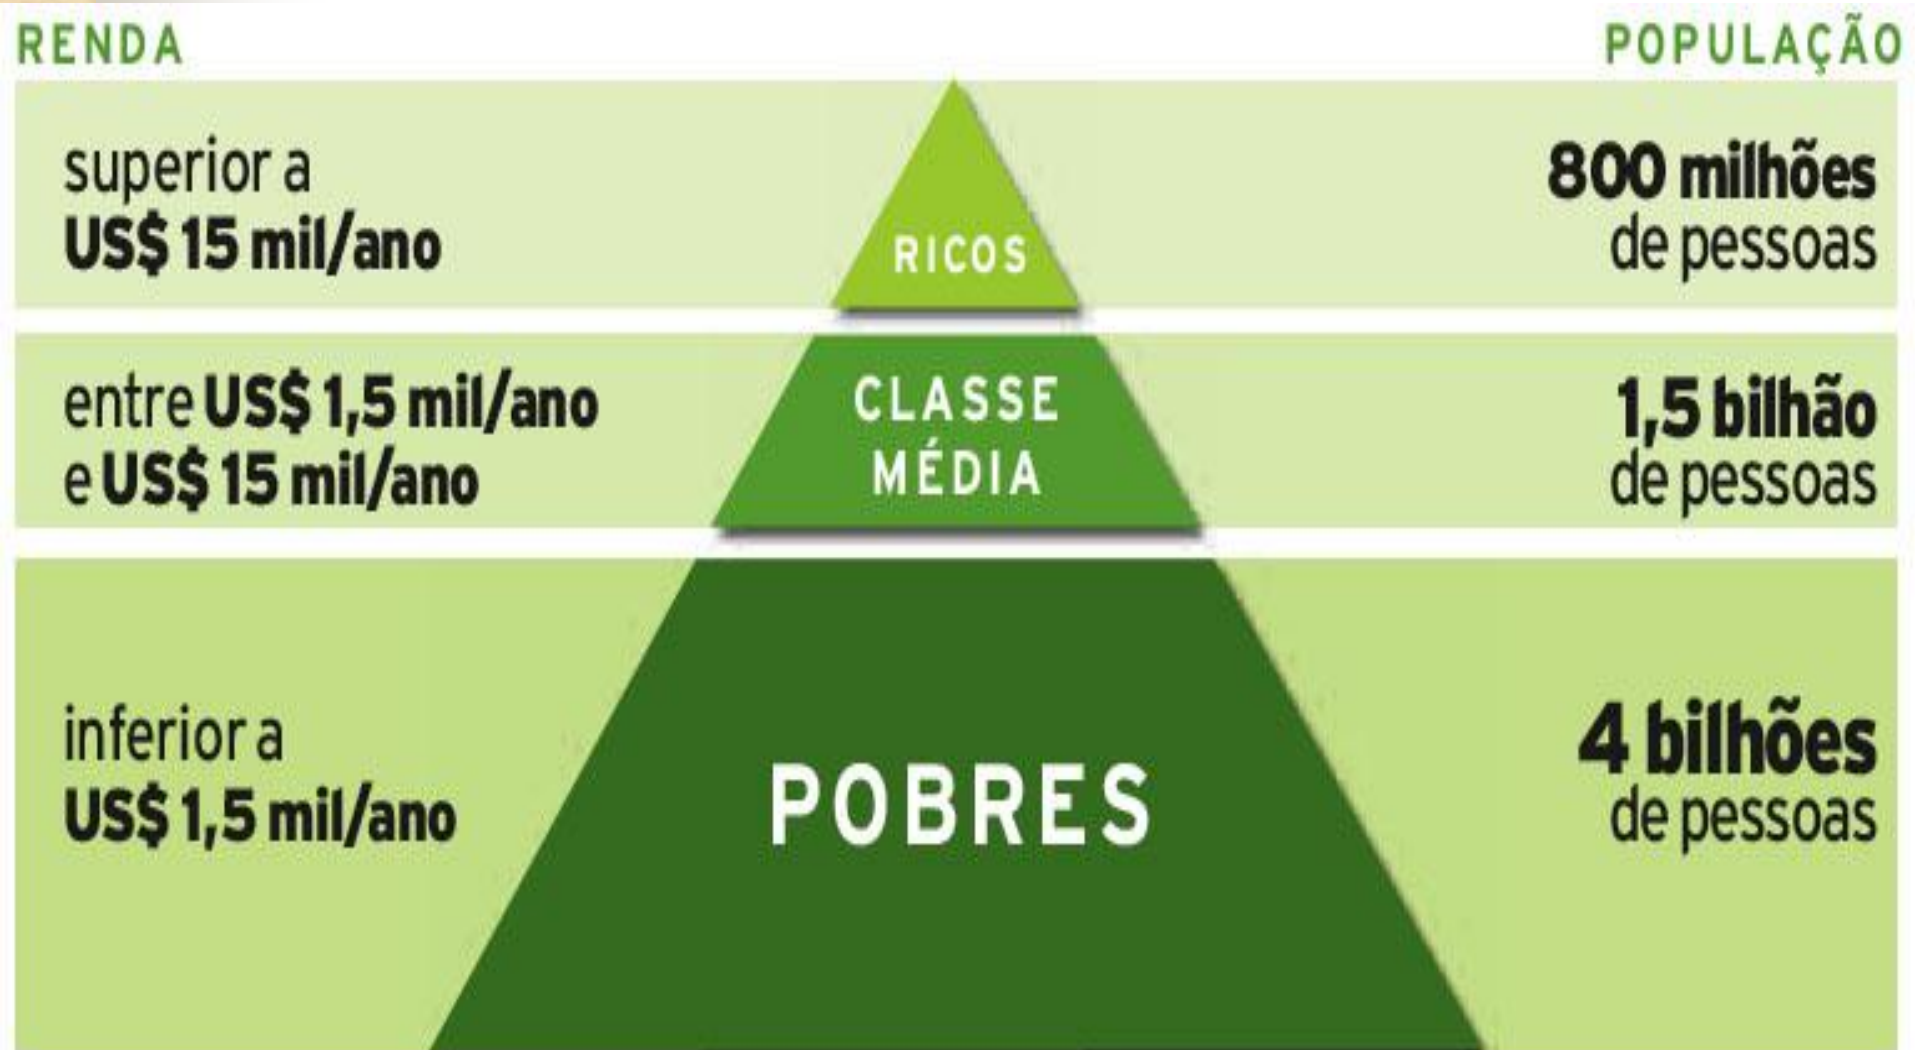 RENDA
POPULAÇÃO
superior a
US$ 15 mil/ano
RICOS
800 milhões
de pessoas
entre US$ 1,5 mil/ano
e US$ 15 mil/ano
CLASSE
MÉDIA
1,5 bilhão
de pessoas
inferior a
US$ 1,5 mil/ano
POBRES
4 bilhões
de pessoas